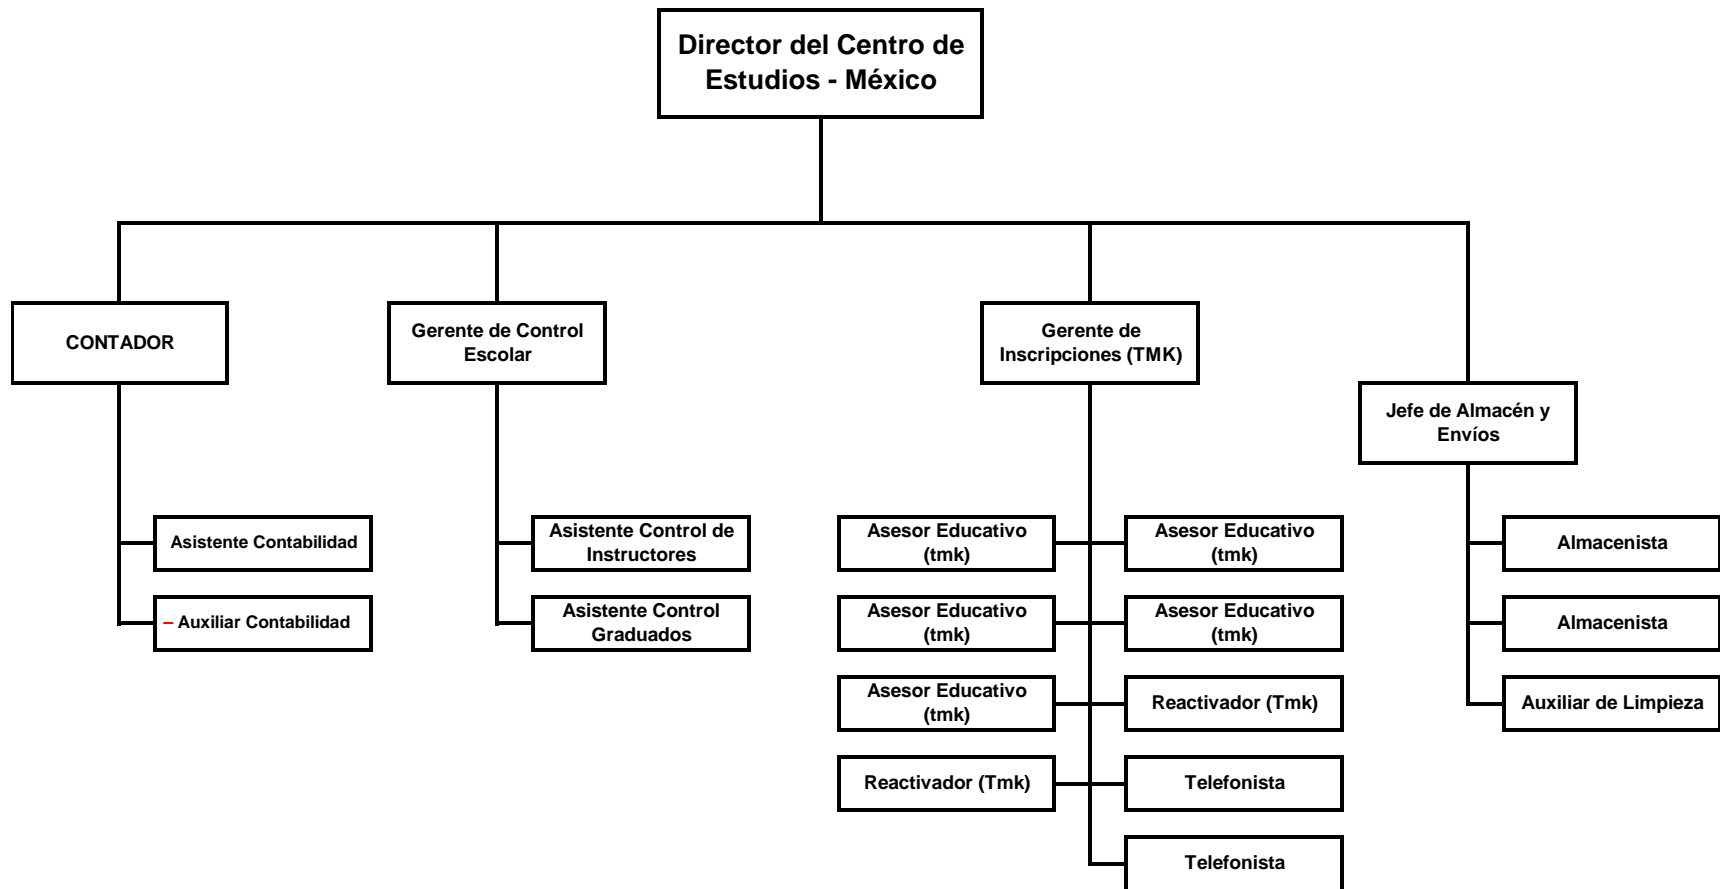 Director del Centro de
Estudios - México
CONTADOR
Gerente de Control
Escolar
Gerente de
Inscripciones (TMK)
Jefe de Almacén y
Envíos
Asistente Contabilidad
– Auxiliar Contabilidad
Asistente Control de
Instructores
Asistente Control
Graduados
Asesor Educativo
(tmk)
Asesor Educativo
(tmk)
Asesor Educativo
(tmk)
Asesor Educativo
(tmk)
Asesor Educativo
(tmk)
Reactivador (Tmk)
Reactivador (Tmk)
Telefonista
Telefonista
Almacenista
Almacenista
Auxiliar de Limpieza